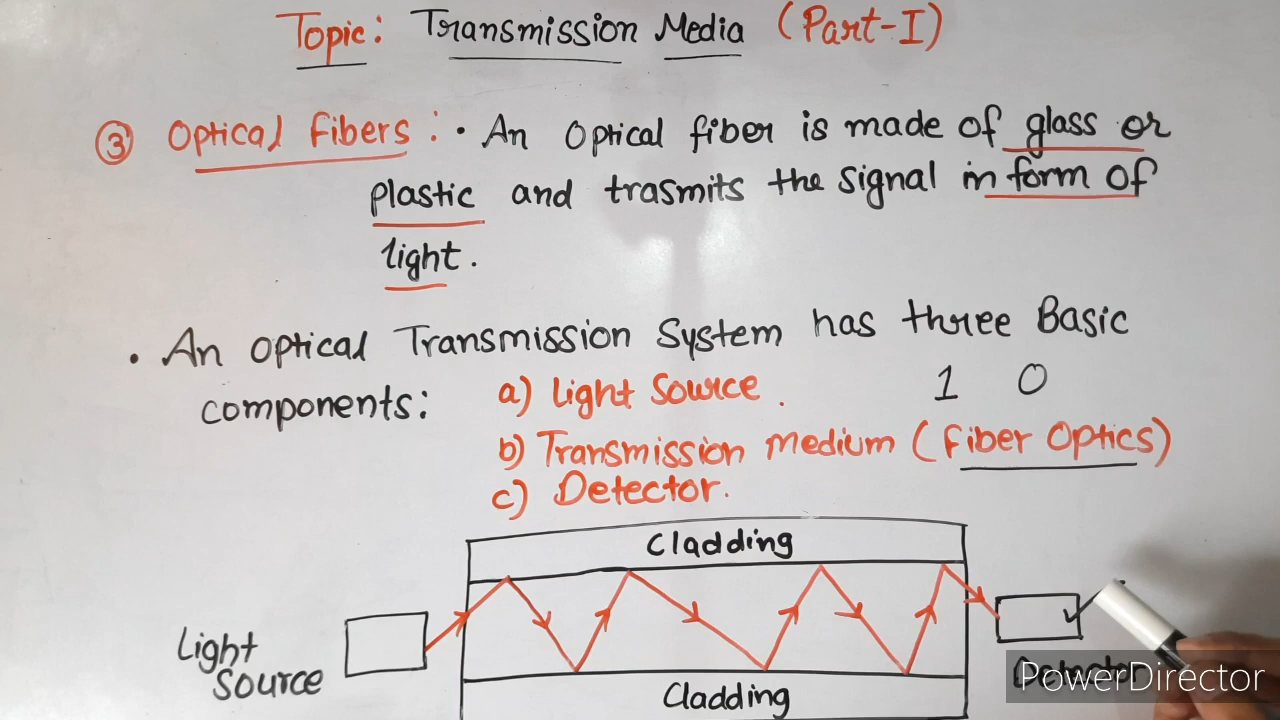 Topic: Transmission Media (Part-I)
③ Optical Fibers: • An Optical fiber is made of glass or
plastic and trasmits the signal in form of
light.
• An Optical Transmission System has three Basic
components: a) Light Source. 1 0
b) Transmission medium (Fiber Optics)
c) Detector.
Cladding
Light
Source
Cladding
Detector
PowerDirector